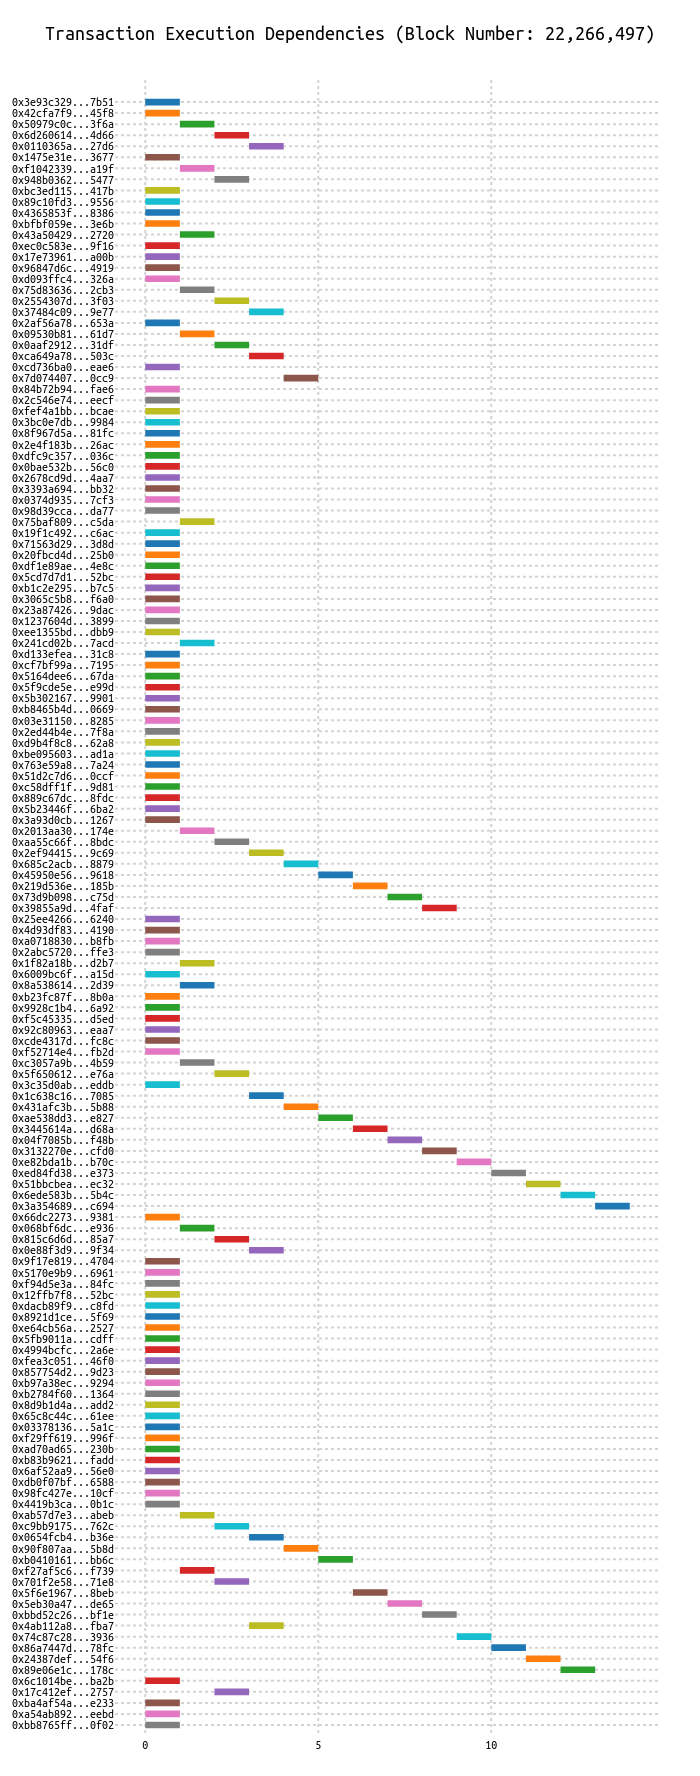 Transaction Execution Dependencies (Block Number: 22,266,497)
0x3e93c329...7b51
0x42cfa7f9...45f8
0x50979c0c...3f6a
0x6d260614...4d66
0x0110365a...27d6
0x1475e31e...3677
0xf1042339...a19f
0x948b0362...5477
0xbc3ed115...417b
0x89c10fd3...9556
0x4365853f...8386
0xbfbf059e...3e6b
0x43a50429...2720
0xec0c583e...9f16
0x17e73961...a00b
0x96847d6c...4919
0xd093ffc4...326a
0x75d83636...2cb3
0x2554307d...3f03
0x37484c09...9e77
0x2af56a78...653a
0x09530b81...61d7
0x0aaf2912...31df
0xca649a78...503c
0xcd736ba0...eae6
0x7d074407...0cc9
0x84b72b94...fae6
0x2c546e74...eecf
0xfef4a1bb...bcae
0x3bc0e7db...9984
0x8f967d5a...81fc
0x2e4f183b...26ac
0xdfc9c357...036c
0x0bae532b...56c0
0x2678cd9d...4aa7
0x3393a694...bb32
0x0374d935...7cf3
0x98d39cca...da77
0x75baf809...c5da
0x19f1c492...c6ac
0x71563d29...3d8d
0x20fbcd4d...25b0
0xdf1e89ae...4e8c
0x5cd7d7d1...52bc
0xb1c2e295...b7c5
0x3065c5b8...f6a0
0x23a87426...9dac
0x1237604d...3899
0xee1355bd...dbb9
0x241cd02b...7acd
0xd133efea...31c8
0xcf7bf99a...7195
0x5164dee6...67da
0x5f9cde5e...e99d
0x5b302167...9901
0xb8465b4d...0669
0x03e31150...8285
0x2ed44b4e...7f8a
0xd9b4f8c8...62a8
0xbe095603...ad1a
0x763e59a8...7a24
0x51d2c7d6...0ccf
0xc58dff1f...9d81
0x889c67dc...8fdc
0x5b23446f...6ba2
0x3a93d0cb...1267
0x2013aa30...174e
0xaa55c66f...8bdc
0x2ef94415...9c69
0x685c2acb...8879
0x45950e56...9618
0x219d536e...185b
0x73d9b098...c75d
0x39855a9d...4faf
0x25ee4266...6240
0x4d93df83...4190
0xa0718830...b8fb
0x2abc5720...ffe3
0x1f82a18b...d2b7
0x6009bc6f...a15d
0x8a538614...2d39
0xb23fc87f...8b0a
0x9928c1b4...6a92
0xf5c45335...d5ed
0x92c80963...eaa7
0xcde4317d...fc8c
0xf52714e4...fb2d
0xc3057a9b...4b59
0x5f650612...e76a
0x3c35d0ab...eddb
0x1c638c16...7085
0x431afc3b...5b88
0xae538dd3...e827
0x3445614a...d68a
0x04f7085b...f48b
0x3132270e...cfd0
0xe82bda1b...b70c
0xed84fd38...e373
0x51bbcbea...ec32
0x6ede583b...5b4c
0x3a354689...c694
0x66dc2273...9381
0x068bf6dc...e936
0x815c6d6d...85a7
0x0e88f3d9...9f34
0x9f17e819...4704
0x5170e9b9...6961
0xf94d5e3a...84fc
0x12ffb7f8...52bc
0xdacb89f9...c8fd
0x8921d1ce...5f69
0xe64cb56a...2527
0x5fb9011a...cdff
0x4994bcfc...2a6e
0xfea3c051...46f0
0x857754d2...9d23
0xb97a38ec...9294
0xb2784f60...1364
0x8d9b1d4a...add2
0x65c8c44c...61ee
0x03378136...5a1c
0xf29ff619...996f
0xad70ad65...230b
0xb83b9621...fadd
0x6af52aa9...56e0
0xdb0f07bf...6588
0x98fc427e...10cf
0x4419b3ca...0b1c
0xab57d7e3...abeb
0xc9bb9175...762c
0x0654fcb4...b36e
0x90f807aa...5b8d
0xb0410161...bb6c
0xf27af5c6...f739
0x701f2e58...71e8
0x5f6e1967...8beb
0x5eb30a47...de65
0xbbd52c26...bf1e
0x4ab112a8...fba7
0x74c87c28...3936
0x86a7447d...78fc
0x24387def...54f6
0x89e06e1c...178c
0x6c1014be...ba2b
0x17c412ef...2757
0xba4af54a...e233
0xa54ab892...eebd
0xbb8765ff...0f02
0 5 10